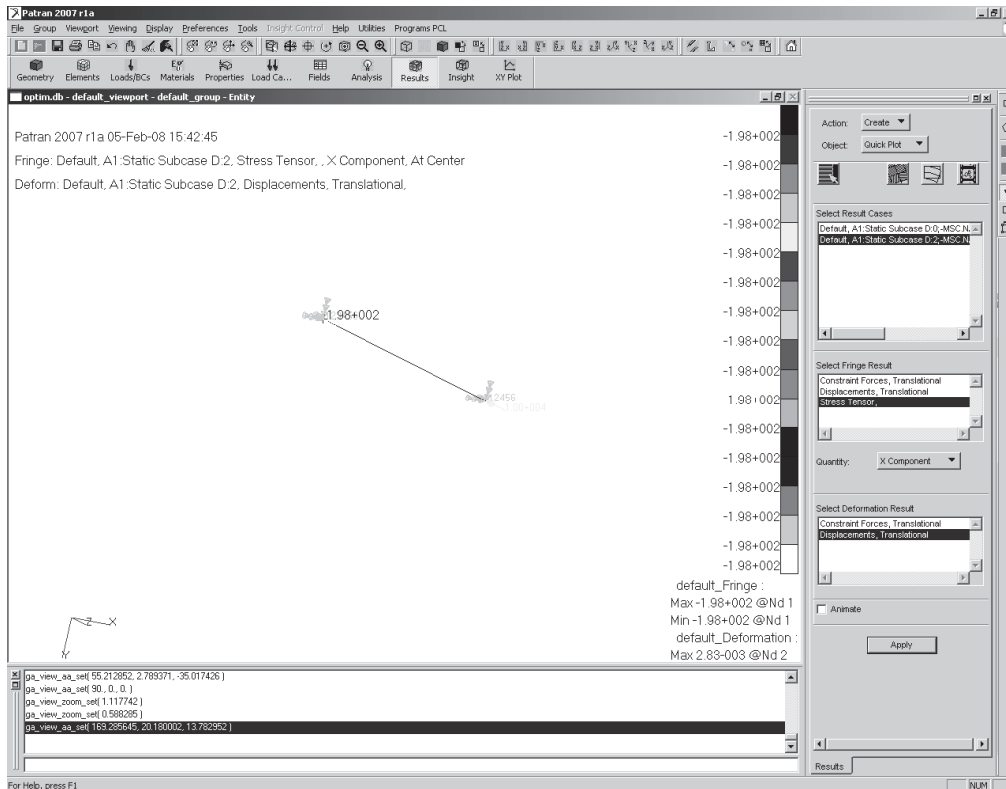 Patran 2007 r1a
File Group Viewport Viewing Display Preferences Tools Insight Control Help Utilities Programs PCL
Geometry Elements Loads/BCs Materials Properties Load Ca... Fields Analysis Results Insight XY Plot
optim.db - default_viewport - default_group - Entity
Patran 2007 r1a 05-Feb-08 15:42:45
Fringe: Default, A1:Static Subcase D:2, Stress Tensor, , X Component, At Center
Deform: Default, A1:Static Subcase D:2, Displacements, Translational,
-1.98+002
-1.98+002
-1.98+002
-1.98+002
-1.98+002
-1.98+002
-1.98+002
-1.98+002
-1.98+002
1.98+002
-1.98+002
-1.98+002
-1.98+002
-1.98+002
-1.98+002
-1.98+002
-1.98+002
12456
default_Fringe :
Max -1.98+002 @Nd 1
Min -1.98+002 @Nd 1
default_Deformation :
Max 2.83-003 @Nd 2
Z X
Y
Action: Create
Object: Quick Plot
Select Result Cases
Default, A1:Static Subcase D:0;-MSC.N.
Default, A1:Static Subcase D:2;-MSC.N.
Select Fringe Result
Constraint Forces, Translational
Displacements, Translational
Stress Tensor,
Quantity: X Component
Select Deformation Result
Constraint Forces, Translational
Displacements, Translational
Animate
Apply
Results
ga_view_aa_set( 55.212852, 2.789371, -35.017426 )
ga_view_aa_set( 90., 0., 0. )
ga_view_zoom_set( 1.117742 )
ga_view_zoom_set( 0.588285 )
ga_view_aa_set( 169.285645, 20.180002, 13.782952 )
For Help, press F1
NUM